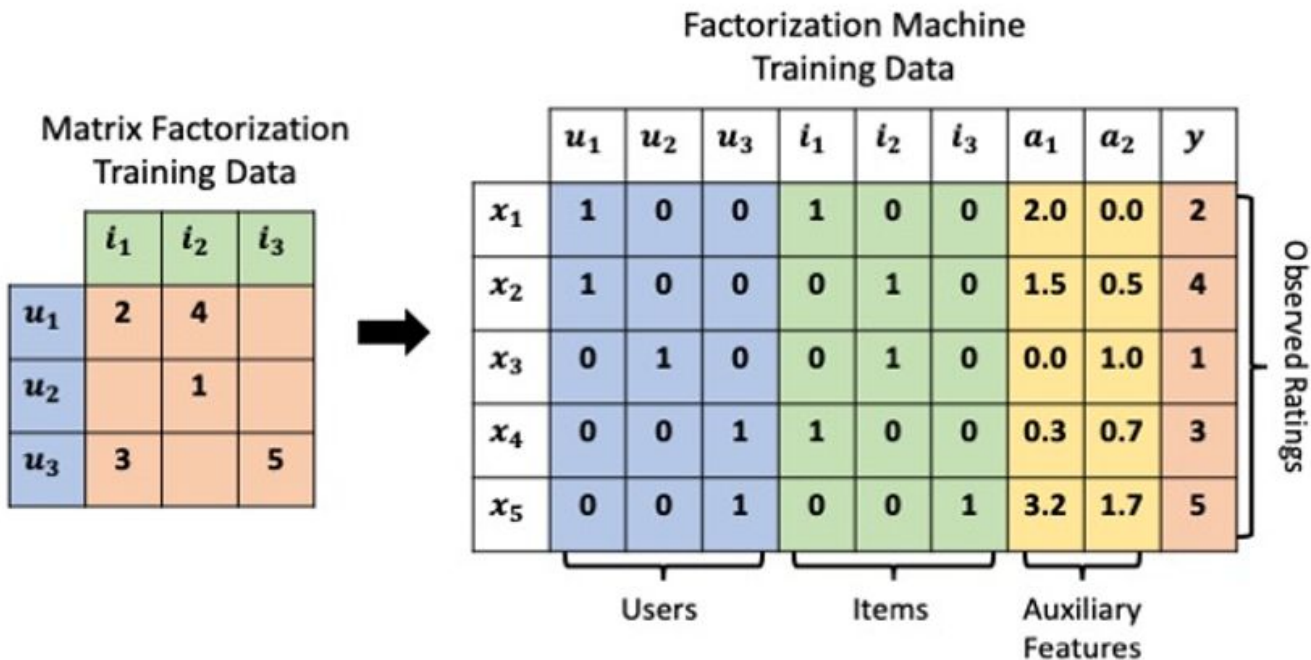 Factorization Machine
Training Data
Matrix Factorization
Training Data
i₁ i₂ i₃
u₁ 2 4
u₂ 1
u₃ 3 5
u₁ u₂ u₃ i₁ i₂ i₃ a₁ a₂ y
x₁ 1 0 0 1 0 0 2.0 0.0 2
x₂ 1 0 0 0 1 0 1.5 0.5 4
x₃ 0 1 0 0 1 0 0.0 1.0 1
x₄ 0 0 1 1 0 0 0.3 0.7 3
x₅ 0 0 1 0 0 1 3.2 1.7 5
Observed Ratings
Users Items Auxiliary
Features